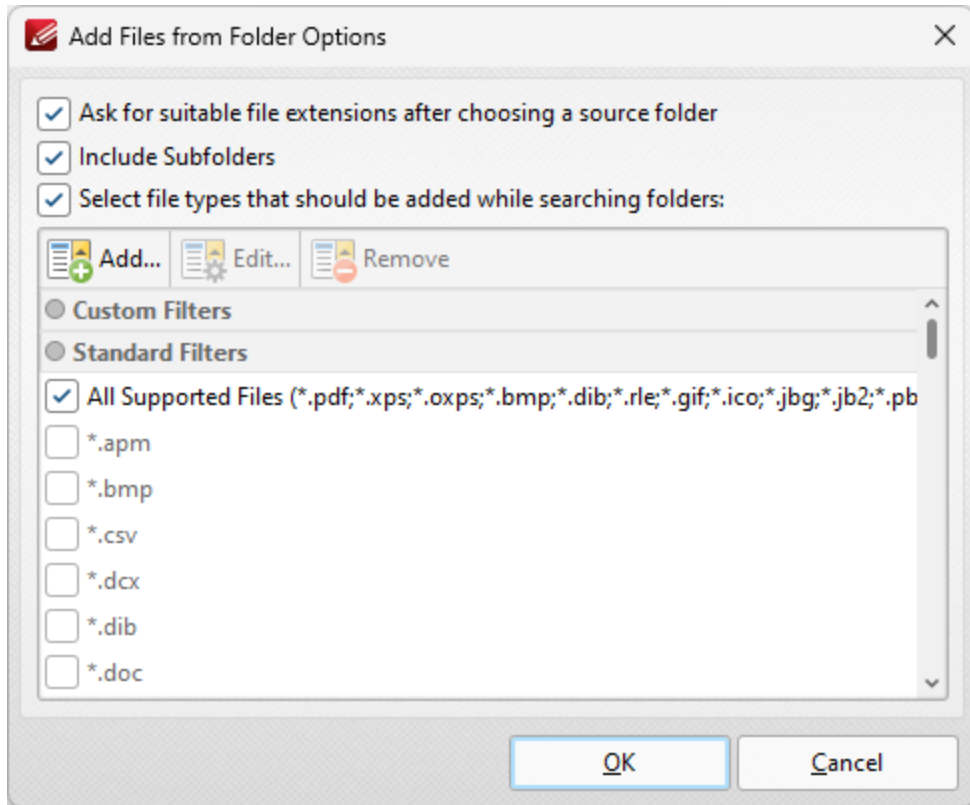 Add Files from Folder Options
Ask for suitable file extensions after choosing a source folder
Include Subfolders
Select file types that should be added while searching folders:
Add... Edit... Remove
Custom Filters
Standard Filters
All Supported Files (*.pdf;*.xps;*.oxps;*.bmp;*.dib;*.rle;*.gif;*.ico;*.jbg;*.jb2;*.pb
*.apm
*.bmp
*.csv
*.dcx
*.dib
*.doc
OK Cancel